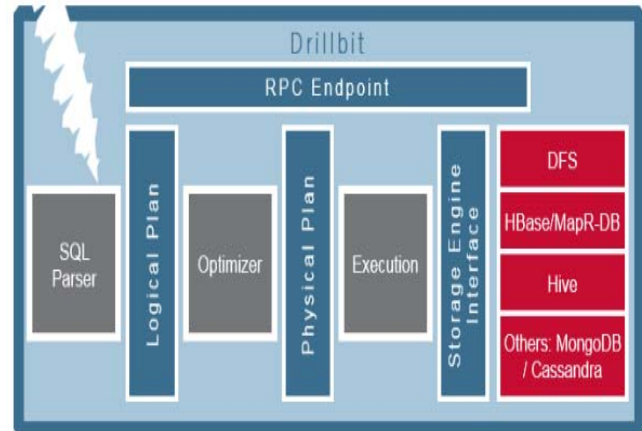 Drillbit
RPC Endpoint
SQL
Parser
Logical Plan
Optimizer
Physical Plan
Execution
Storage Engine
Interface
DFS
HBase/MapR-DB
Hive
Others: MongoDB
/ Cassandra